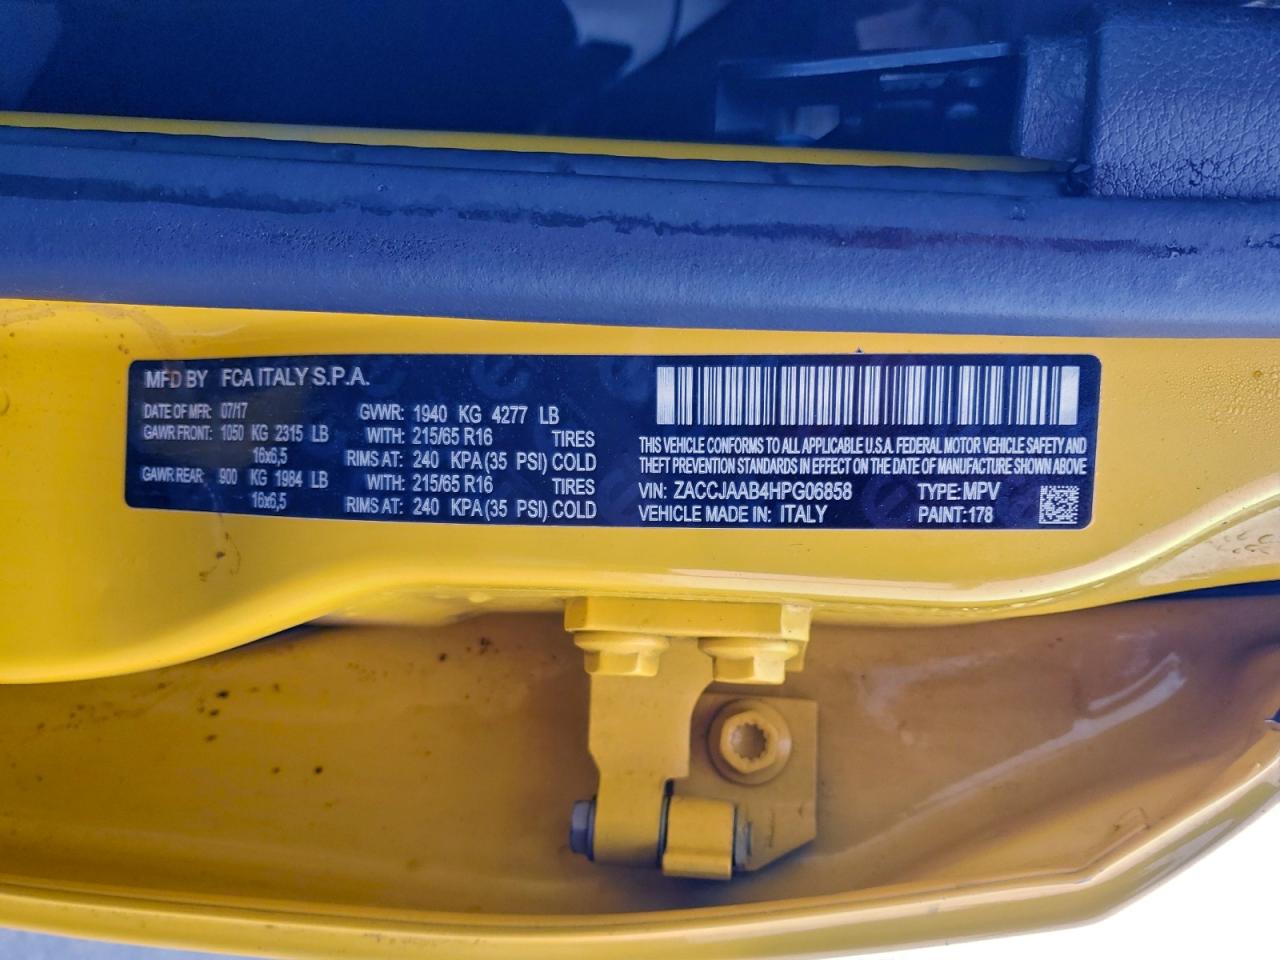 MFD BY FCA ITALY S.P.A.
DATE OF MFR: 07/17 GVWR: 1940 KG 4277 LB
GAWR FRONT: 1050 KG 2315 LB WITH: 215/65 R16 TIRES
16x6,5 RIMS AT: 240 KPA (35 PSI) COLD
GAWR REAR: 900 KG 1984 LB WITH: 215/65 R16 TIRES
16x6,5 RIMS AT: 240 KPA (35 PSI) COLD
THIS VEHICLE CONFORMS TO ALL APPLICABLE U.S.A. FEDERAL MOTOR VEHICLE SAFETY AND
THEFT PREVENTION STANDARDS IN EFFECT ON THE DATE OF MANUFACTURE SHOWN ABOVE
VIN: ZACCJAAB4HPG06858 TYPE: MPV
VEHICLE MADE IN: ITALY PAINT: 178